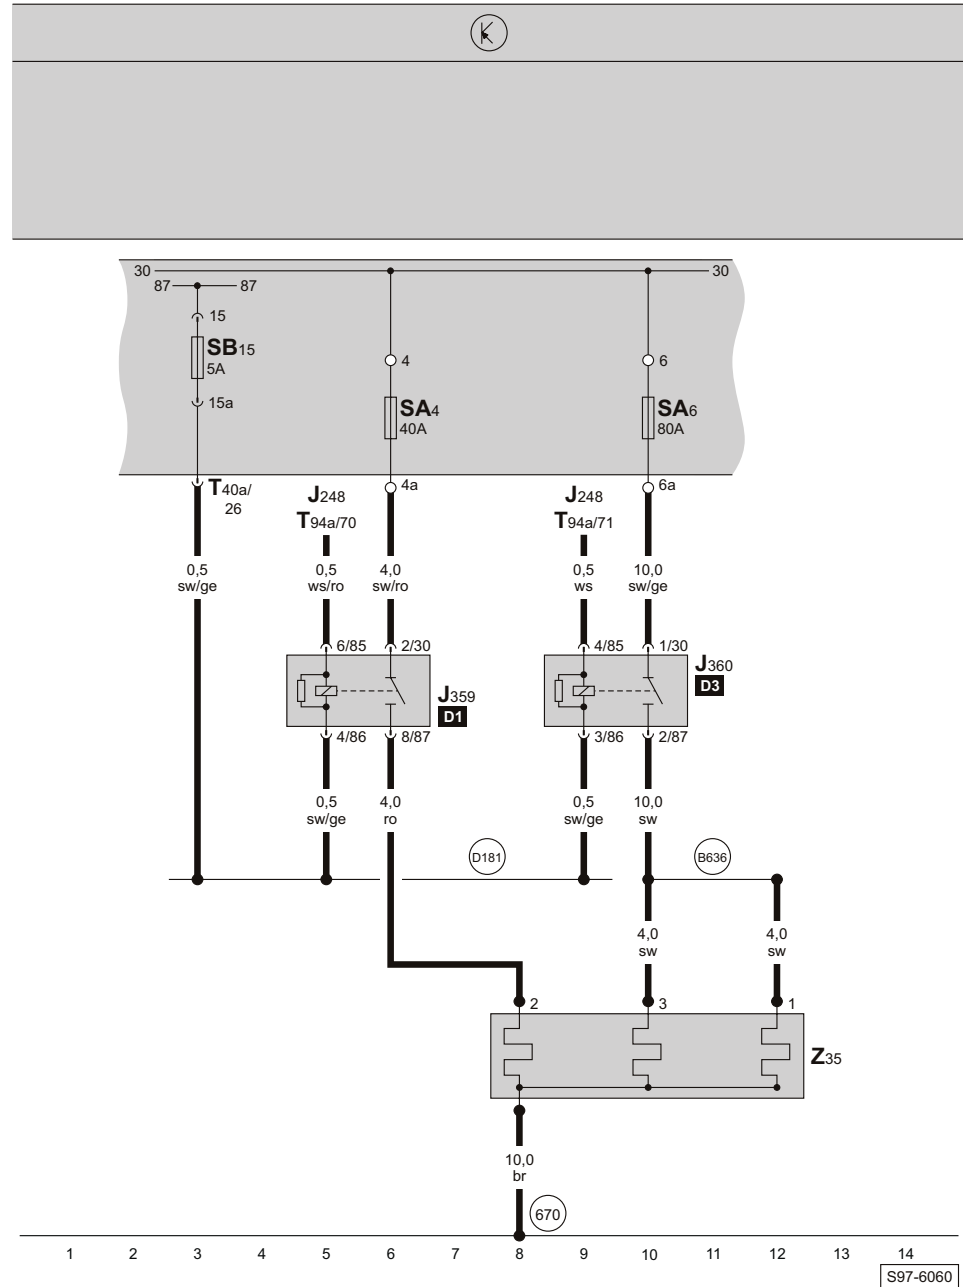 30 30
87 87
15
SB15
5A
15a
4
SA4
40A
6
SA6
80A
T40a/
26
4a
6a
J248
T94a/70
J248
T94a/71
0,5
sw/ge
0,5
ws/ro
4,0
sw/ro
0,5
ws
10,0
sw/ge
6/85 2/30
4/85 1/30
J359
D1
J360
D3
4/86 8/87
3/86 2/87
0,5
sw/ge
4,0
ro
0,5
sw/ge
10,0
sw
D181
B636
4,0
sw
4,0
sw
2 3 1
Z35
10,0
br
670
1 2 3 4 5 6 7 8 9 10 11 12 13 14
S97-6060